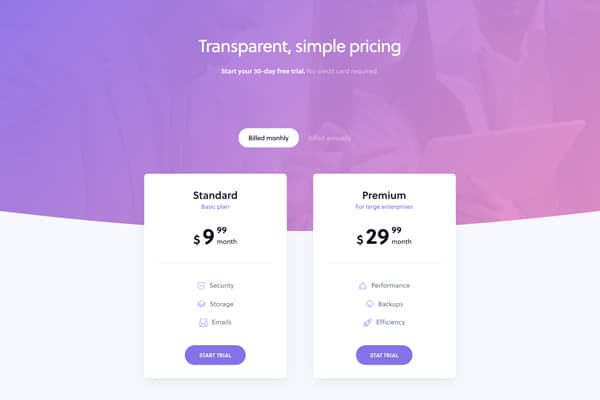 Transparent, simple pricing
Start your 30-day free trial. No credit card required.
Billed monhly
Billed annually
Standard
Basic plan
$ 9 99
month
Security
Storage
Emails
START TRIAL
Premium
For large enterprises
$ 29 99
month
Performance
Backups
Efficiency
STAT TRIAL